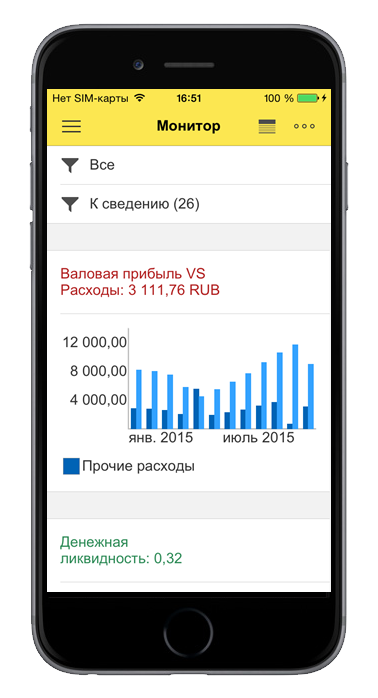 Нет SIM-карты 16:51 100 %
Монитор
Все
К сведению (26)
Валовая прибыль VS
Расходы: 3 111,76 RUB
12 000,00
8 000,00
4 000,00
янв. 2015 июль 2015
Прочие расходы
Денежная
ликвидность: 0,32